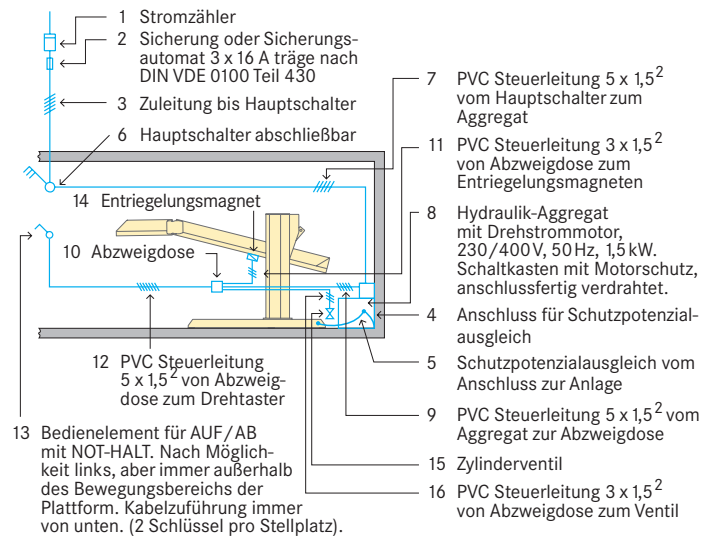 1 Stromzähler
2 Sicherung oder Sicherungs-
automat 3 x 16 A träge nach
DIN VDE 0100 Teil 430
3 Zuleitung bis Hauptschalter
6 Hauptschalter abschließbar
14 Entriegelungsmagnet
10 Abzweigdose
12 PVC Steuerleitung
5 x 1,5² von Abzweig-
dose zum Drehtaster
13 Bedienelement für AUF/AB
mit NOT-HALT. Nach Möglich-
keit links, aber immer außerhalb
des Bewegungsbereichs der
Plattform. Kabelzuführung immer
von unten. (2 Schlüssel pro Stellplatz).
7 PVC Steuerleitung 5 x 1,5²
vom Hauptschalter zum
Aggregat
11 PVC Steuerleitung 3 x 1,5²
von Abzweigdose zum
Entriegelungsmagneten
8 Hydraulik-Aggregat
mit Drehstrommotor,
230/400V, 50Hz, 1,5kW.
Schaltkasten mit Motorschutz,
anschlussfertig verdrahtet.
4 Anschluss für Schutzpotenzial-
ausgleich
5 Schutzpotenzialausgleich vom
Anschluss zur Anlage
9 PVC Steuerleitung 5 x 1,5² vom
Aggregat zur Abzweigdose
15 Zylinderventil
16 PVC Steuerleitung 3 x 1,5²
von Abzweigdose zum Ventil